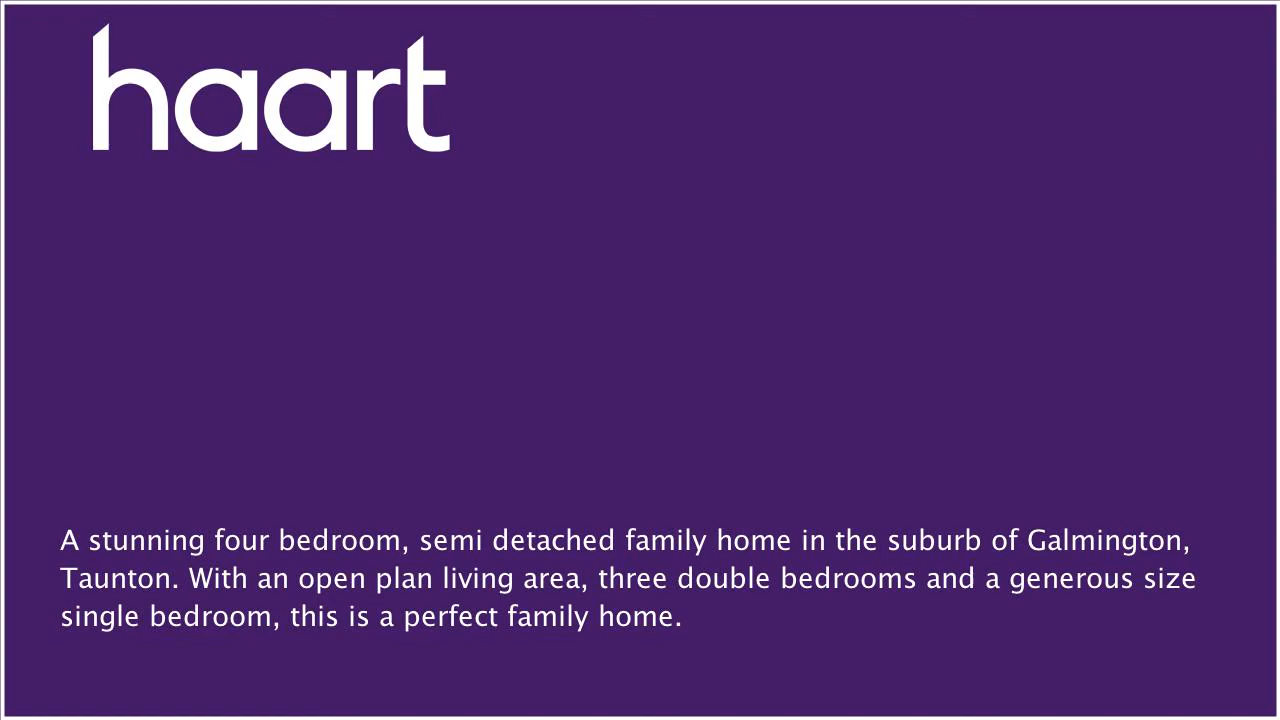 haart
A stunning four bedroom, semi detached family home in the suburb of Galmington,
Taunton. With an open plan living area, three double bedrooms and a generous size
single bedroom, this is a perfect family home.